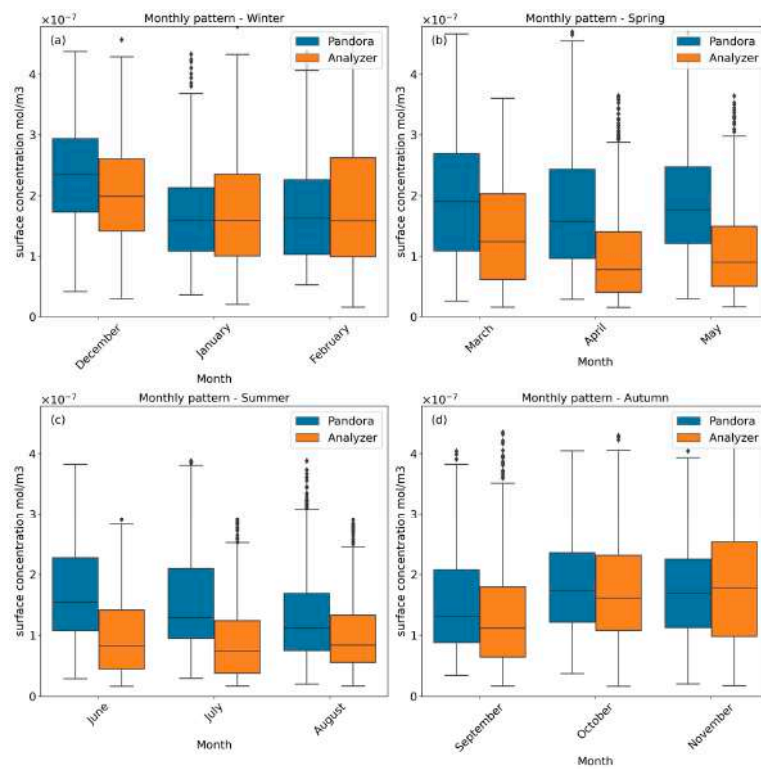 ×10⁻⁷
Monthly pattern - Winter
(a)
Pandora
Analyzer
surface concentration mol/m3
4
3
2
1
0
December
January
February
Month
×10⁻⁷
Monthly pattern - Spring
(b)
Pandora
Analyzer
surface concentration mol/m3
4
3
2
1
0
March
April
May
Month
×10⁻⁷
Monthly pattern - Summer
(c)
Pandora
Analyzer
surface concentration mol/m3
4
3
2
1
0
June
July
August
Month
×10⁻⁷
Monthly pattern - Autumn
(d)
Pandora
Analyzer
surface concentration mol/m3
4
3
2
1
0
September
October
November
Month